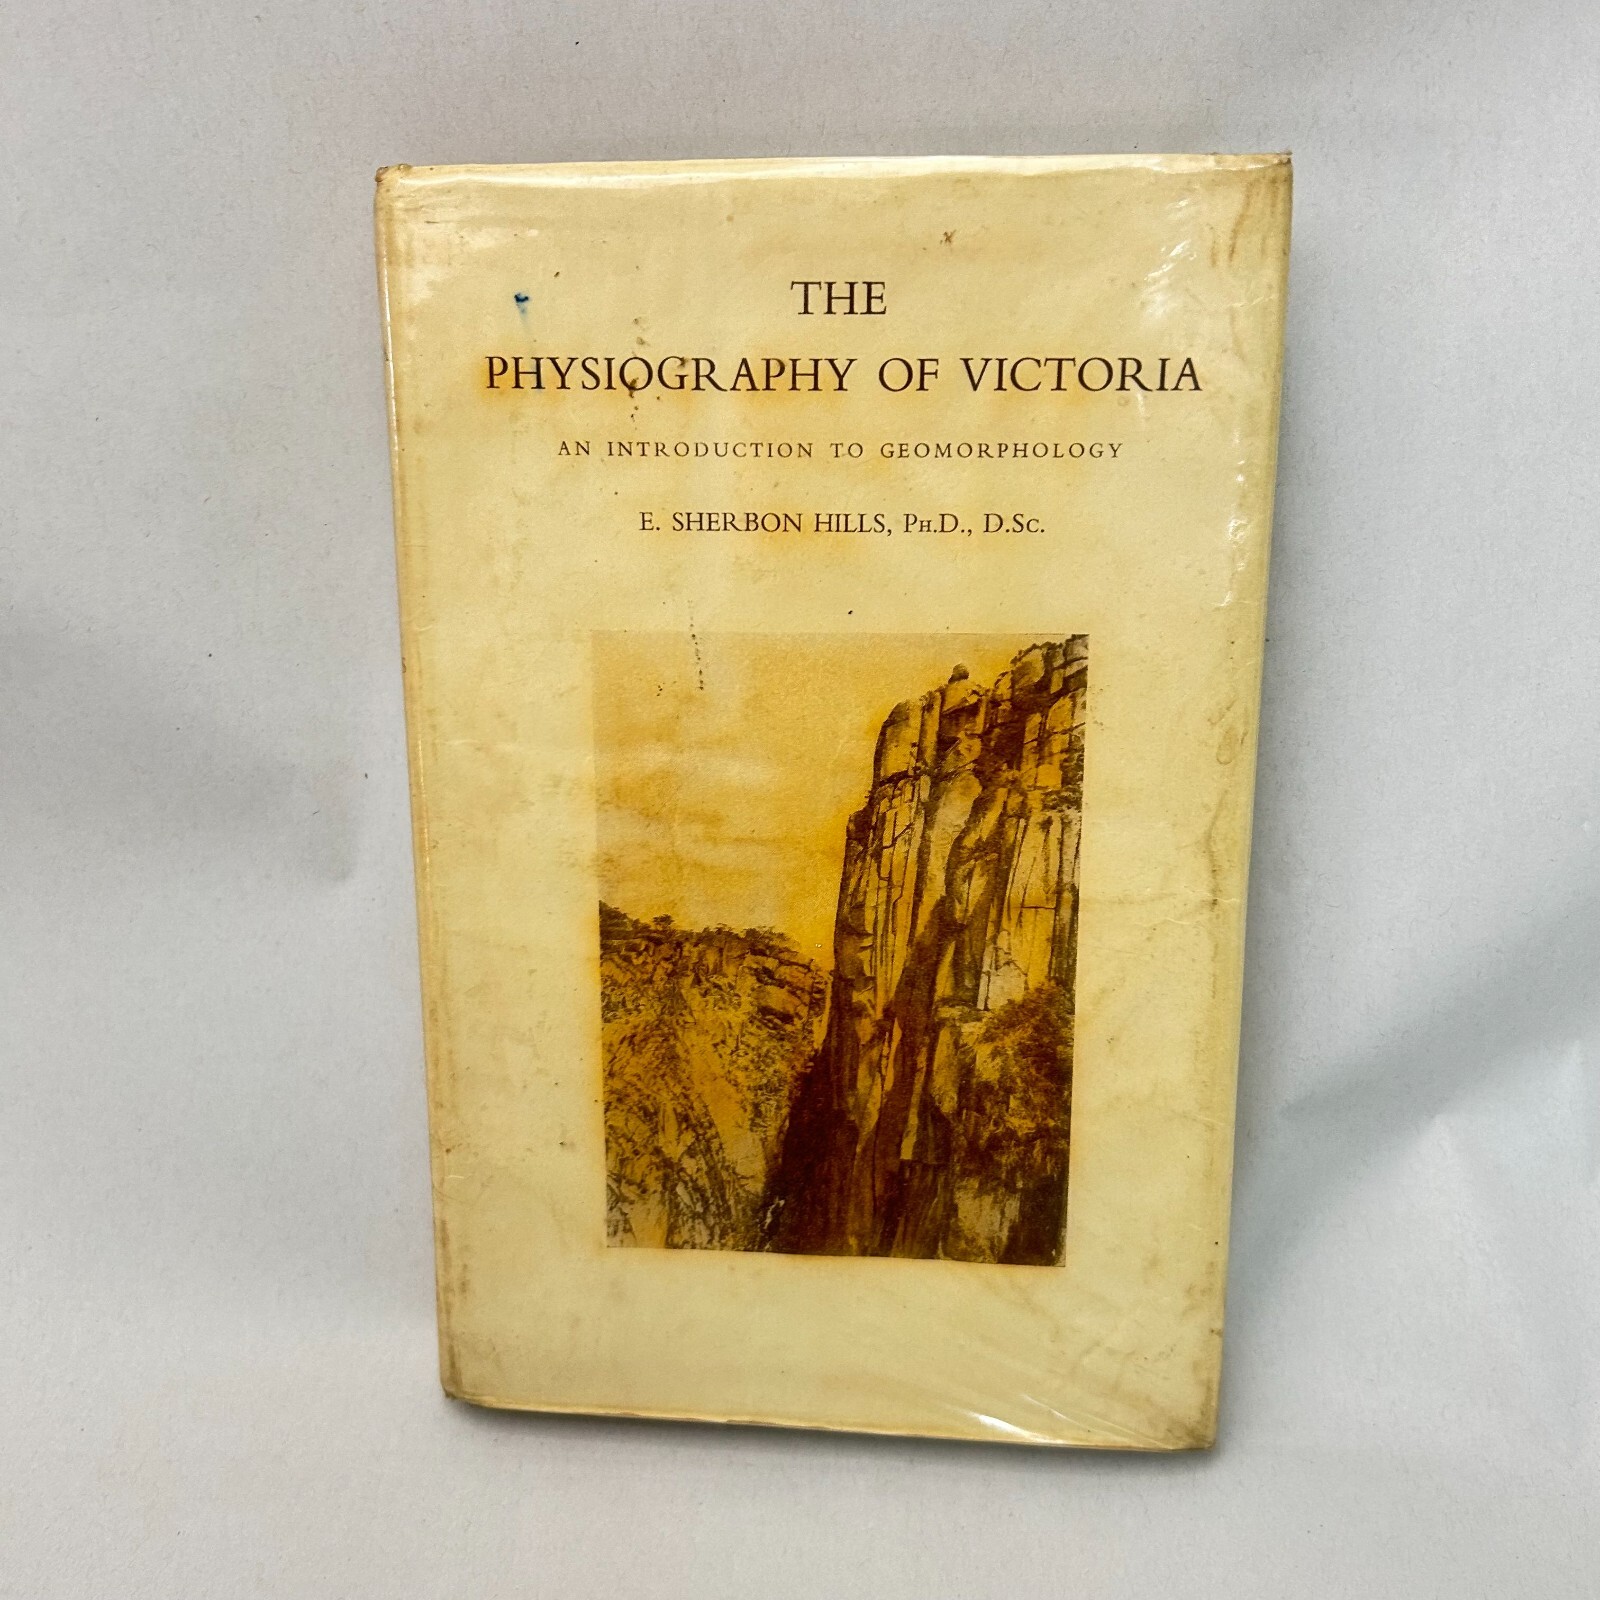 THE
PHYSIOGRAPHY OF VICTORIA
AN INTRODUCTION TO GEOMORPHOLOGY
E. SHERBON HILLS, Ph.D., D.Sc.